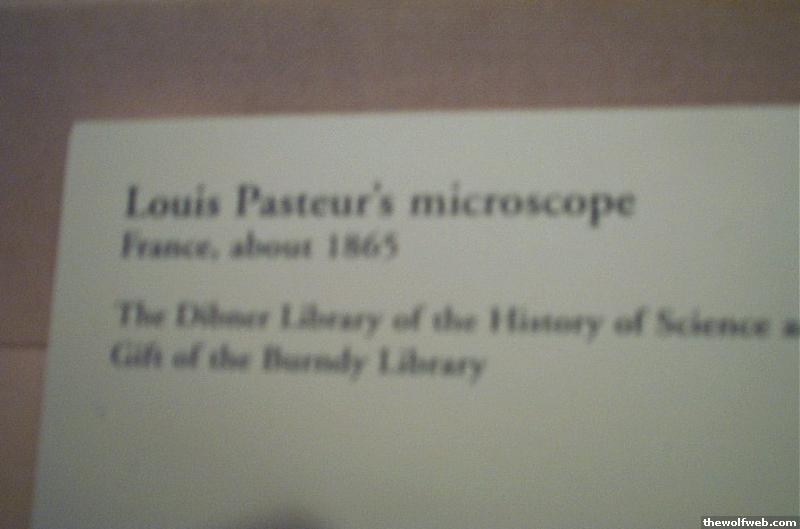 Louis Pasteur's microscope
France, about 1865
The Dibner Library of the History of Science a
Gift of the Burndy Library
thewolfweb.com